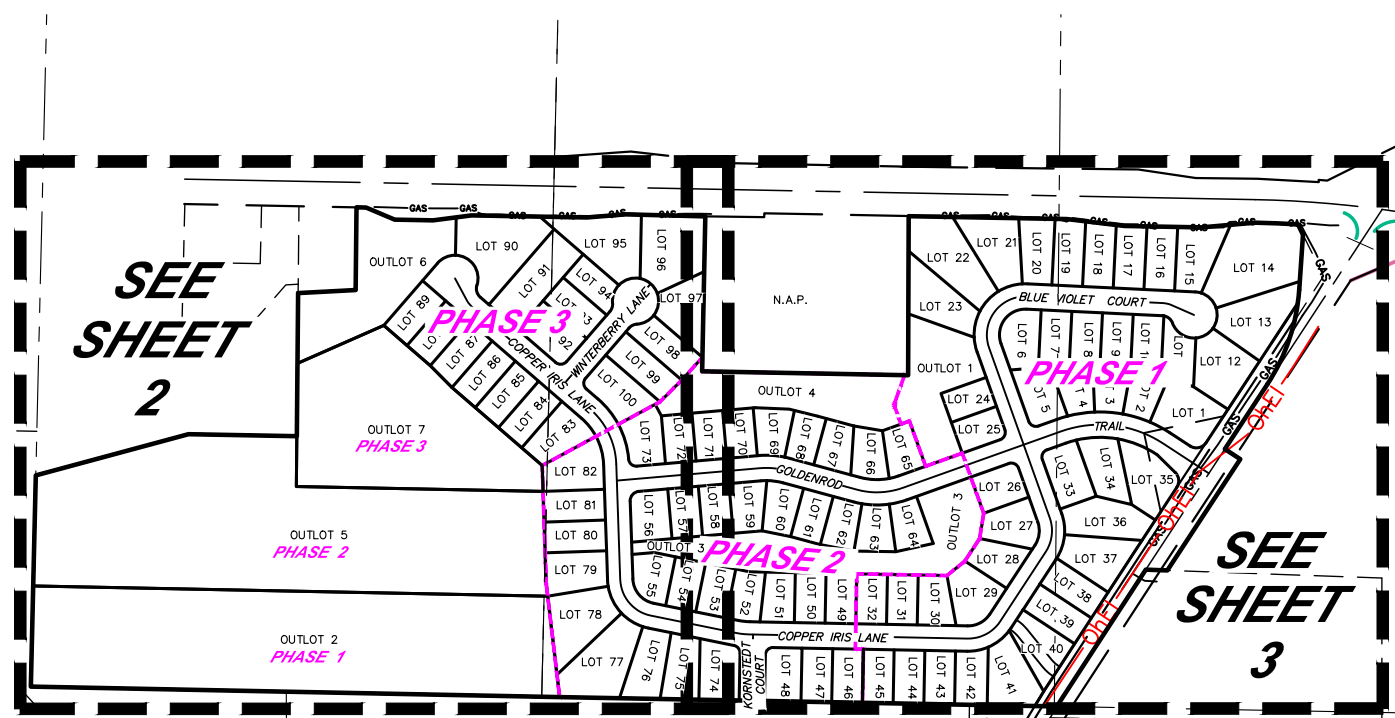 GAS
GAS
GAS
GAS
GAS
GAS
GAS
GAS
GAS
GAS
GAS
GAS
GAS
LOT 90
LOT 95
LOT 96
LOT 22
LOT 21
LOT 20
LOT 19
LOT 18
LOT 17
LOT 16
LOT 15
LOT 14
GAS
OUTLOT 6
LOT 91
LOT 94
LOT 97
N.A.P.
LOT 23
BLUE VIOLET COURT
LOT 13
SEE
SHEET
2
LOT 89
PHASE 3
92
WINTERBERRY LANE
COPPER IRIS LANE
LOT 87
LOT 86
LOT 85
LOT 84
LOT 83
LOT 98
LOT 99
LOT 100
LOT 6
LOT 7
LOT 8
LOT 9
LOT
LOT 12
OUTLOT 1
PHASE 1
LOT 5
4
3
2
LOT 1
GAS
GAS
OhEl
OUTLOT 4
LOT 24
LOT 25
OUTLOT 7
PHASE 3
LOT 73
LOT 72
LOT 71
LOT 70
LOT 69
LOT 68
LOT 67
LOT 66
LOT 65
TRAIL
GOLDENROD
LOT 82
LOT 81
LOT 80
LOT 79
LOT 78
LOT 77
LOT 56
LOT 57
LOT 58
LOT 59
LOT 60
LOT 61
LOT 62
LOT 63
LOT 64
OUTLOT 3
LOT 26
LOT 27
LOT 28
LOT 29
LOT 33
LOT 34
LOT 35
LOT 36
LOT 37
LOT 38
LOT 39
LOT 40
LOT 41
GAS
OhEl
GAS
OhEl
OUTLOT 5
PHASE 2
OUTLOT 3
PHASE 2
LOT 55
LOT 54
LOT 53
LOT 52
LOT 51
LOT 50
LOT 49
LOT 32
LOT 31
LOT 30
SEE
SHEET
3
OUTLOT 2
PHASE 1
COPPER IRIS LANE
LOT 76
LOT 75
LOT 74
KORNSTEDT
COURT
LOT 48
LOT 47
LOT 46
LOT 45
LOT 44
LOT 43
LOT 42